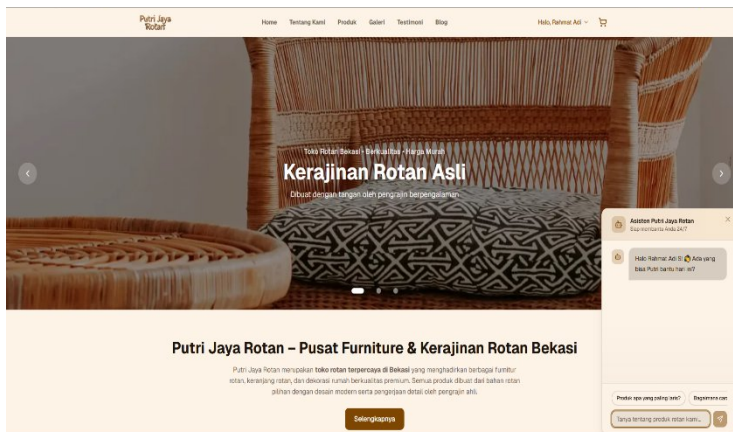 Putri Jaya
Rotan
Home Tentang Kami Produk Galeri Testimoni Blog
Halo, Rahmat Adi
Toko Rotan Bekasi • Berkualitas • Harga Murah
Kerajinan Rotan Asli
Dibuat dengan tangan oleh pengrajin berpengalaman
Putri Jaya Rotan – Pusat Furniture & Kerajinan Rotan Bekasi
Putri Jaya Rotan merupakan toko rotan terpercaya di Bekasi yang menghadirkan berbagai furnitur
rotan, keranjang rotan, dan dekorasi rumah berkualitas premium. Semua produk dibuat dari bahan rotan
pilihan dengan desain modern serta pengerjaan detail oleh pengrajin ahli.
Selengkapnya
Asisten Putri Jaya Rotan
Siap membantu Anda 24/7
Halo Rahmat Adi Ada yang
bisa Putri bantu hari ini?
Produk apa yang paling laris? Bagaimana
Tanya tentang produk rotan kami...